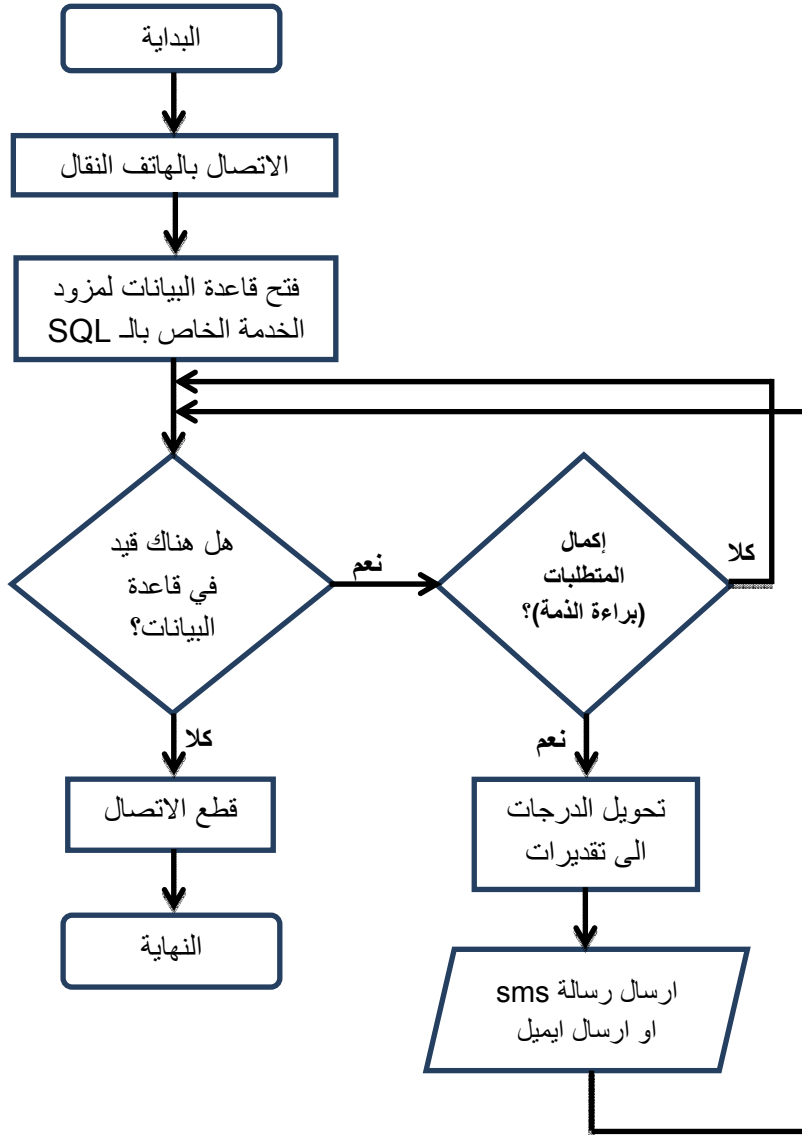 البداية
الاتصال بالهاتف النقال
فتح قاعدة البيانات لمزود
الخدمة الخاص بالـ SQL
هل هناك قيد
في قاعدة
البيانات؟
نعم
إكمال
المتطلبات
(براءة الذمة)؟
كلا
كلا
نعم
قطع الاتصال
تحويل الدرجات
الى تقديرات
النهاية
ارسال رسالة sms
او ارسال ايميل